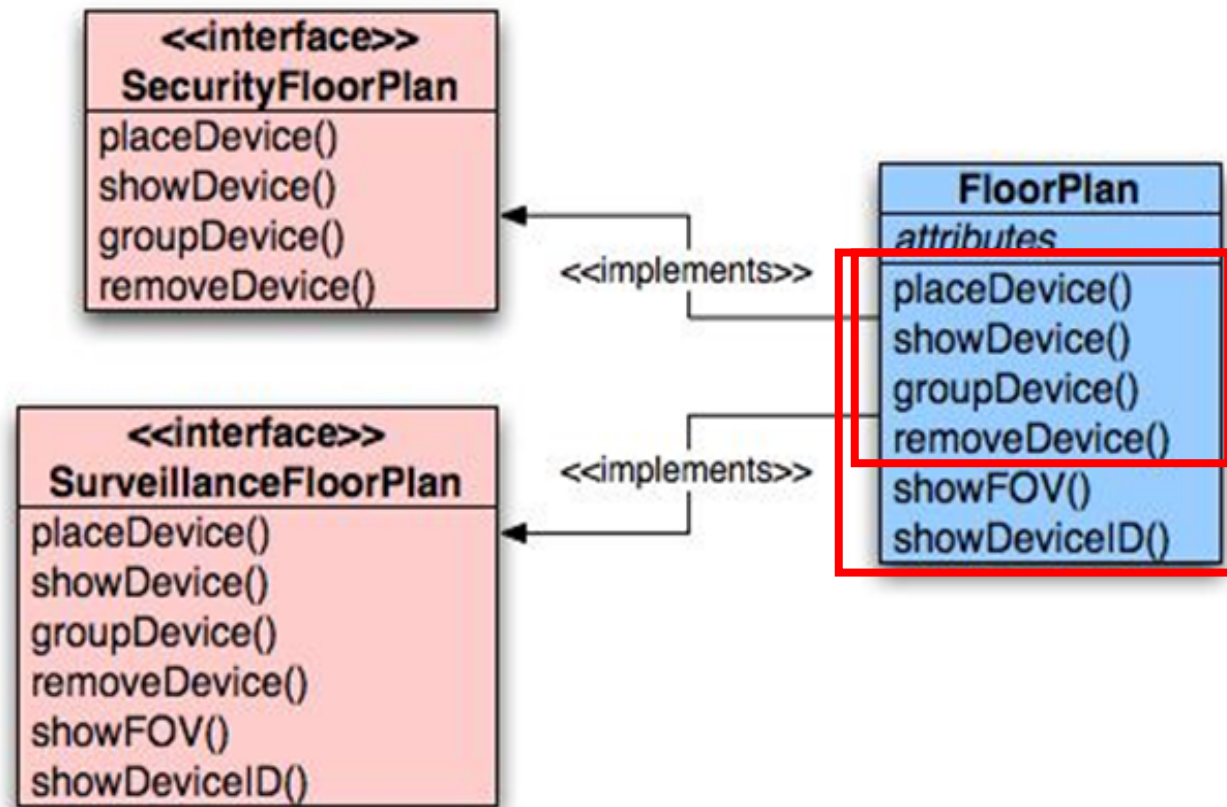 <<interface>>
SecurityFloorPlan
placeDevice()
showDevice()
groupDevice()
removeDevice()
<<implements>>
FloorPlan
attributes
placeDevice()
showDevice()
groupDevice()
removeDevice()
showFOV()
showDeviceID()
<<interface>>
SurveillanceFloorPlan
placeDevice()
showDevice()
groupDevice()
removeDevice()
showFOV()
showDeviceID()
<<implements>>